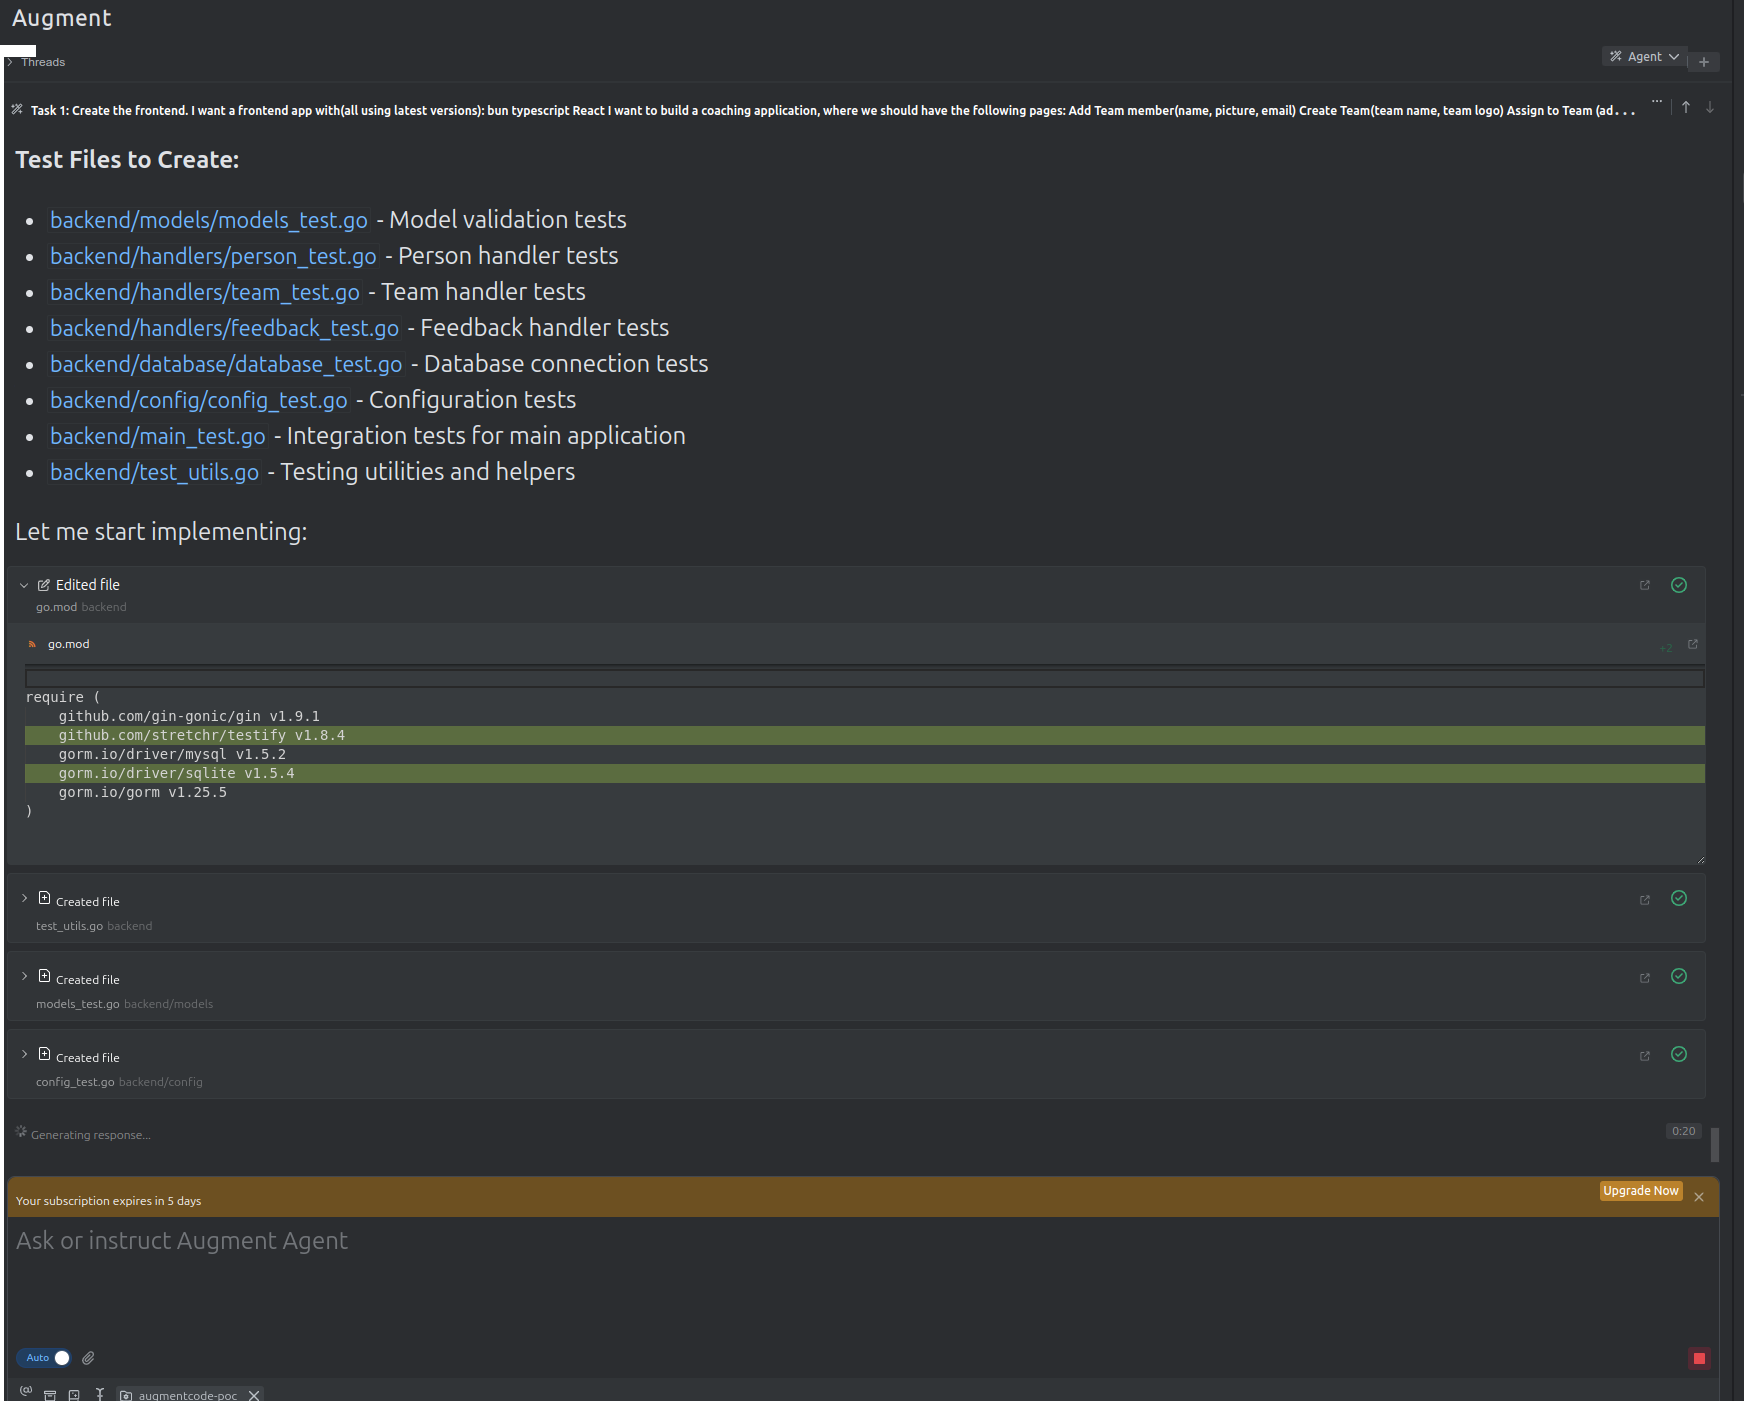 Augment
Threads
Agent
Task 1: Create the frontend. I want a frontend app with(all using latest versions): bun typescript React I want to build a coaching application, where we should have the following pages: Add Team member(name, picture, email) Create Team(team name, team logo) Assign to Team (ad...
Test Files to Create:
• backend/models/models_test.go - Model validation tests
• backend/handlers/person_test.go - Person handler tests
• backend/handlers/team_test.go - Team handler tests
• backend/handlers/feedback_test.go - Feedback handler tests
• backend/database/database_test.go - Database connection tests
• backend/config/config_test.go - Configuration tests
• backend/main_test.go - Integration tests for main application
• backend/test_utils.go - Testing utilities and helpers
Let me start implementing:
Edited file
go.mod backend
go.mod +2
require (
    github.com/gin-gonic/gin v1.9.1
    github.com/stretchr/testify v1.8.4
    gorm.io/driver/mysql v1.5.2
    gorm.io/driver/sqlite v1.5.4
    gorm.io/gorm v1.25.5
)
Created file
test_utils.go backend
Created file
models_test.go backend/models
Created file
config_test.go backend/config
Generating response... 0:20
Your subscription expires in 5 days Upgrade Now
Ask or instruct Augment Agent
Auto
@ augmentcode-poc